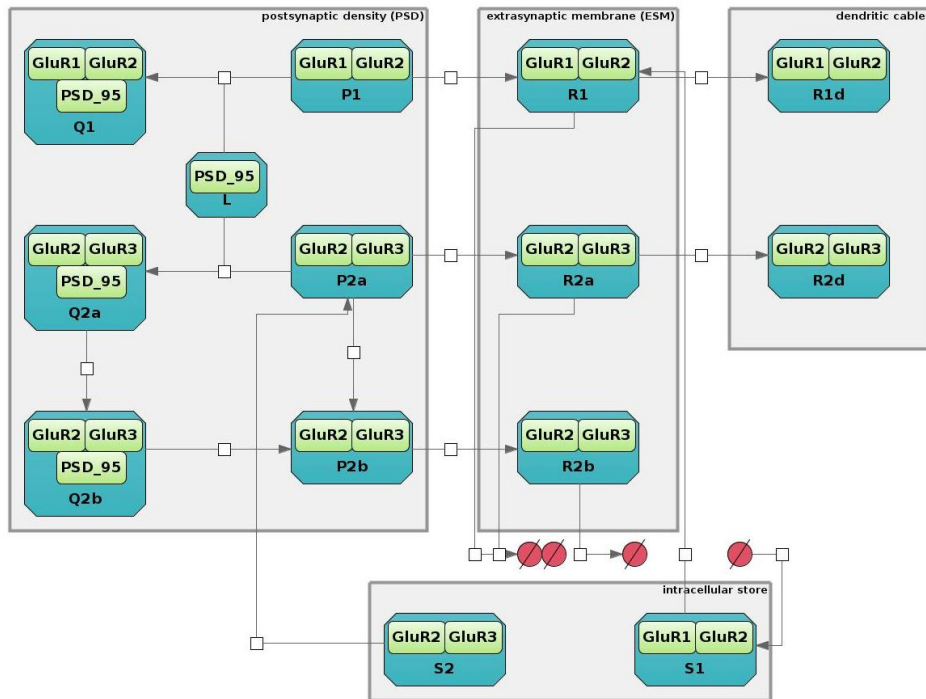 postsynaptic density (PSD)
extrasynaptic membrane (ESM)
dendritic cable
GluR1 GluR2
PSD_95
Q1
GluR1 GluR2
P1
GluR1 GluR2
R1
GluR1 GluR2
R1d
PSD_95
L
GluR2 GluR3
PSD_95
Q2a
GluR2 GluR3
P2a
GluR2 GluR3
R2a
GluR2 GluR3
R2d
GluR2 GluR3
PSD_95
Q2b
GluR2 GluR3
P2b
GluR2 GluR3
R2b
intracellular store
GluR2 GluR3
S2
GluR1 GluR2
S1